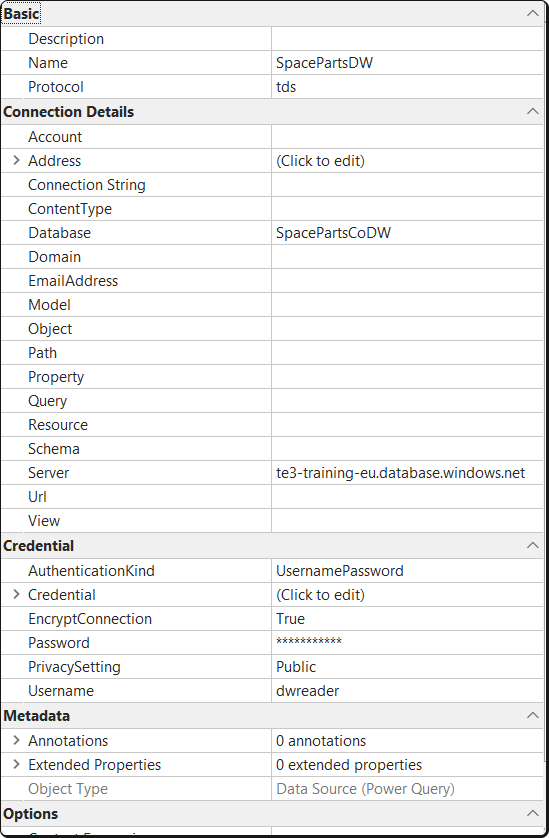 Basic
Description
Name SpacePartsDW
Protocol tds
Connection Details
Account
Address (Click to edit)
Connection String
ContentType
Database SpacePartsCoDW
Domain
EmailAddress
Model
Object
Path
Property
Query
Resource
Schema
Server te3-training-eu.database.windows.net
Url
View
Credential
AuthenticationKind UsernamePassword
Credential (Click to edit)
EncryptConnection True
Password ***********
PrivacySetting Public
Username dwreader
Metadata
Annotations 0 annotations
Extended Properties 0 extended properties
Object Type Data Source (Power Query)
Options